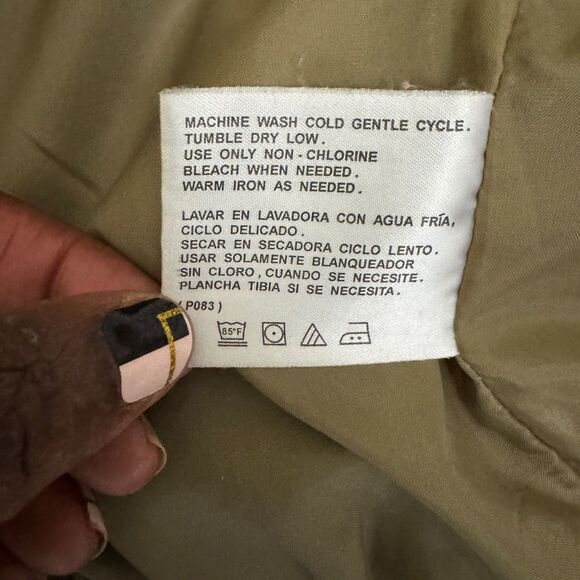 MACHINE WASH COLD GENTLE CYCLE.
TUMBLE DRY LOW.
USE ONLY NON-CHLORINE
BLEACH WHEN NEEDED.
WARM IRON AS NEEDED.
LAVAR EN LAVADORA CON AGUA FRÍA,
CICLO DELICADO.
SECAR EN SECADORA CICLO LENTO.
USAR SOLAMENTE BLANQUEADOR
SIN CLORO, CUANDO SE NECESITE.
PLANCHA TIBIA SI SE NECESITA.
(P083)
85°F